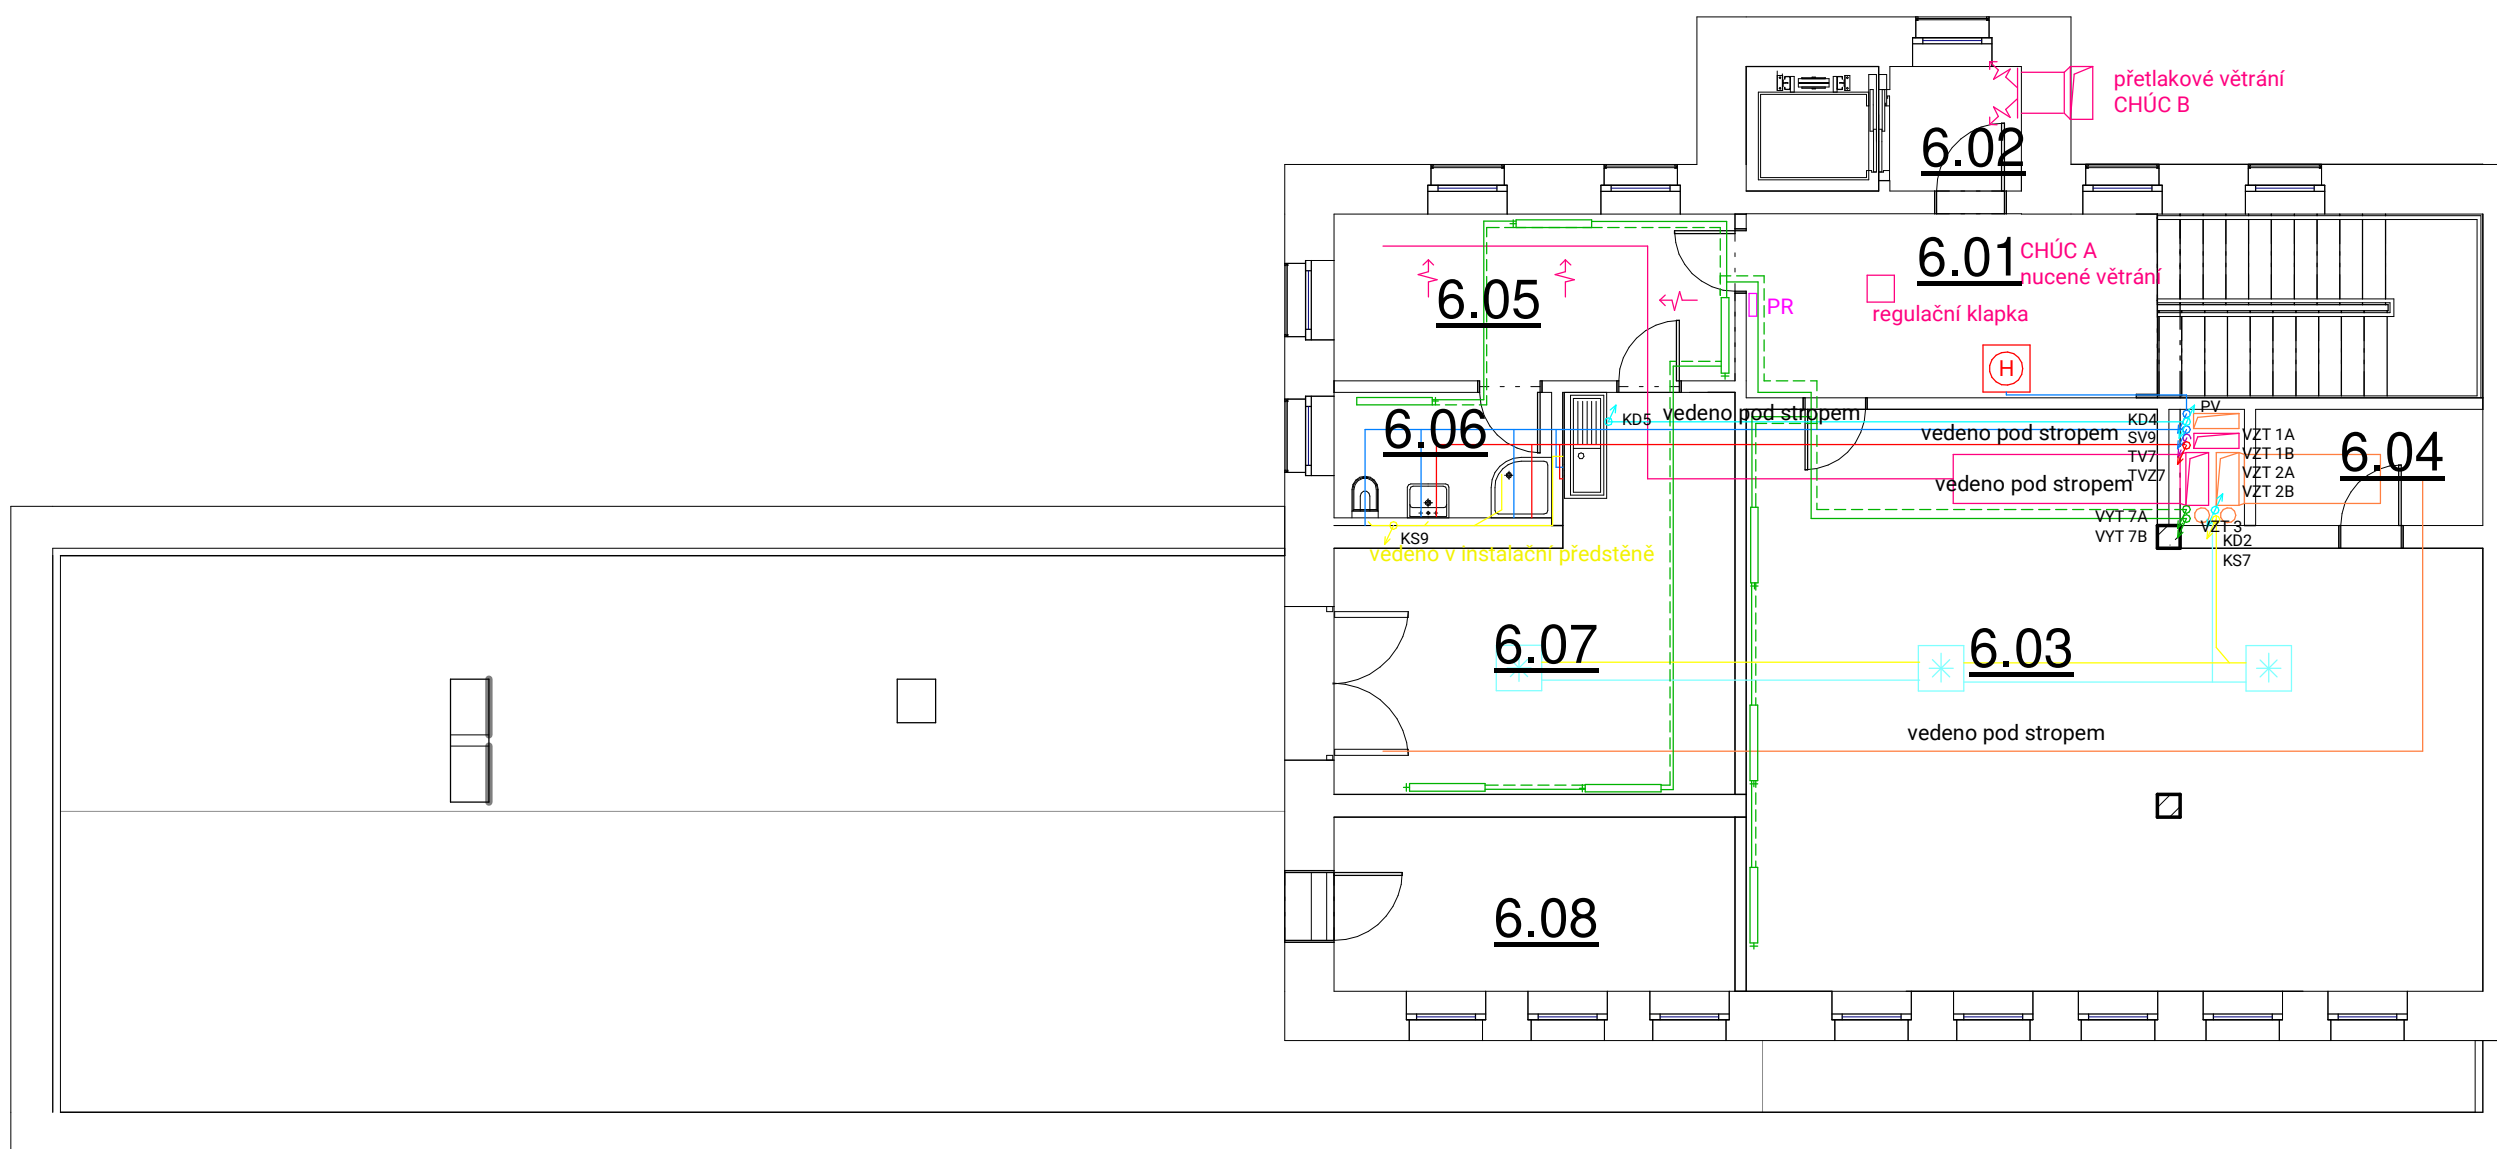 přetlakové větrání
CHÚC B
6.02
6.01
CHÚC A
nucené větrání
6.05
PR
regulační klapka
H
6.06
KD5
vedeno pod stropem
PV
KD4
vedeno pod stropem
SV9
VZT 1A
VZT 1B
6.04
TV7
TVZ7
VZT 2A
vedeno pod stropem
VZT 2B
VYT 7A
VZT 3
VYT 7B
KD2
KS9
vedeno v instalační předstěně
KS7
6.07
6.03
vedeno pod stropem
6.08